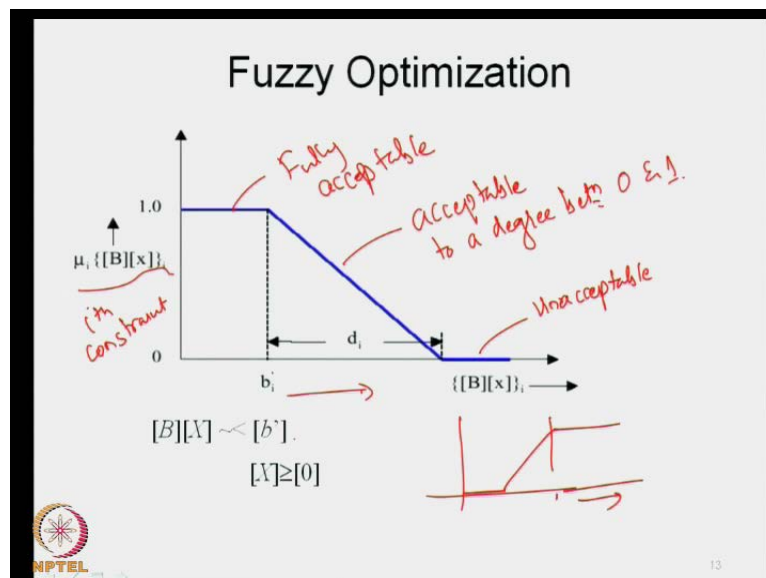 Fuzzy Optimization
Fully
acceptable
acceptable
to a degree betn 0 & 1.
Unacceptable
1.0
μi {[B][x]}i
ith
constraint
0
di
bi'
{[B][x]}i
[B][X] ~< [b'].
[X]≥[0]
NPTEL
13